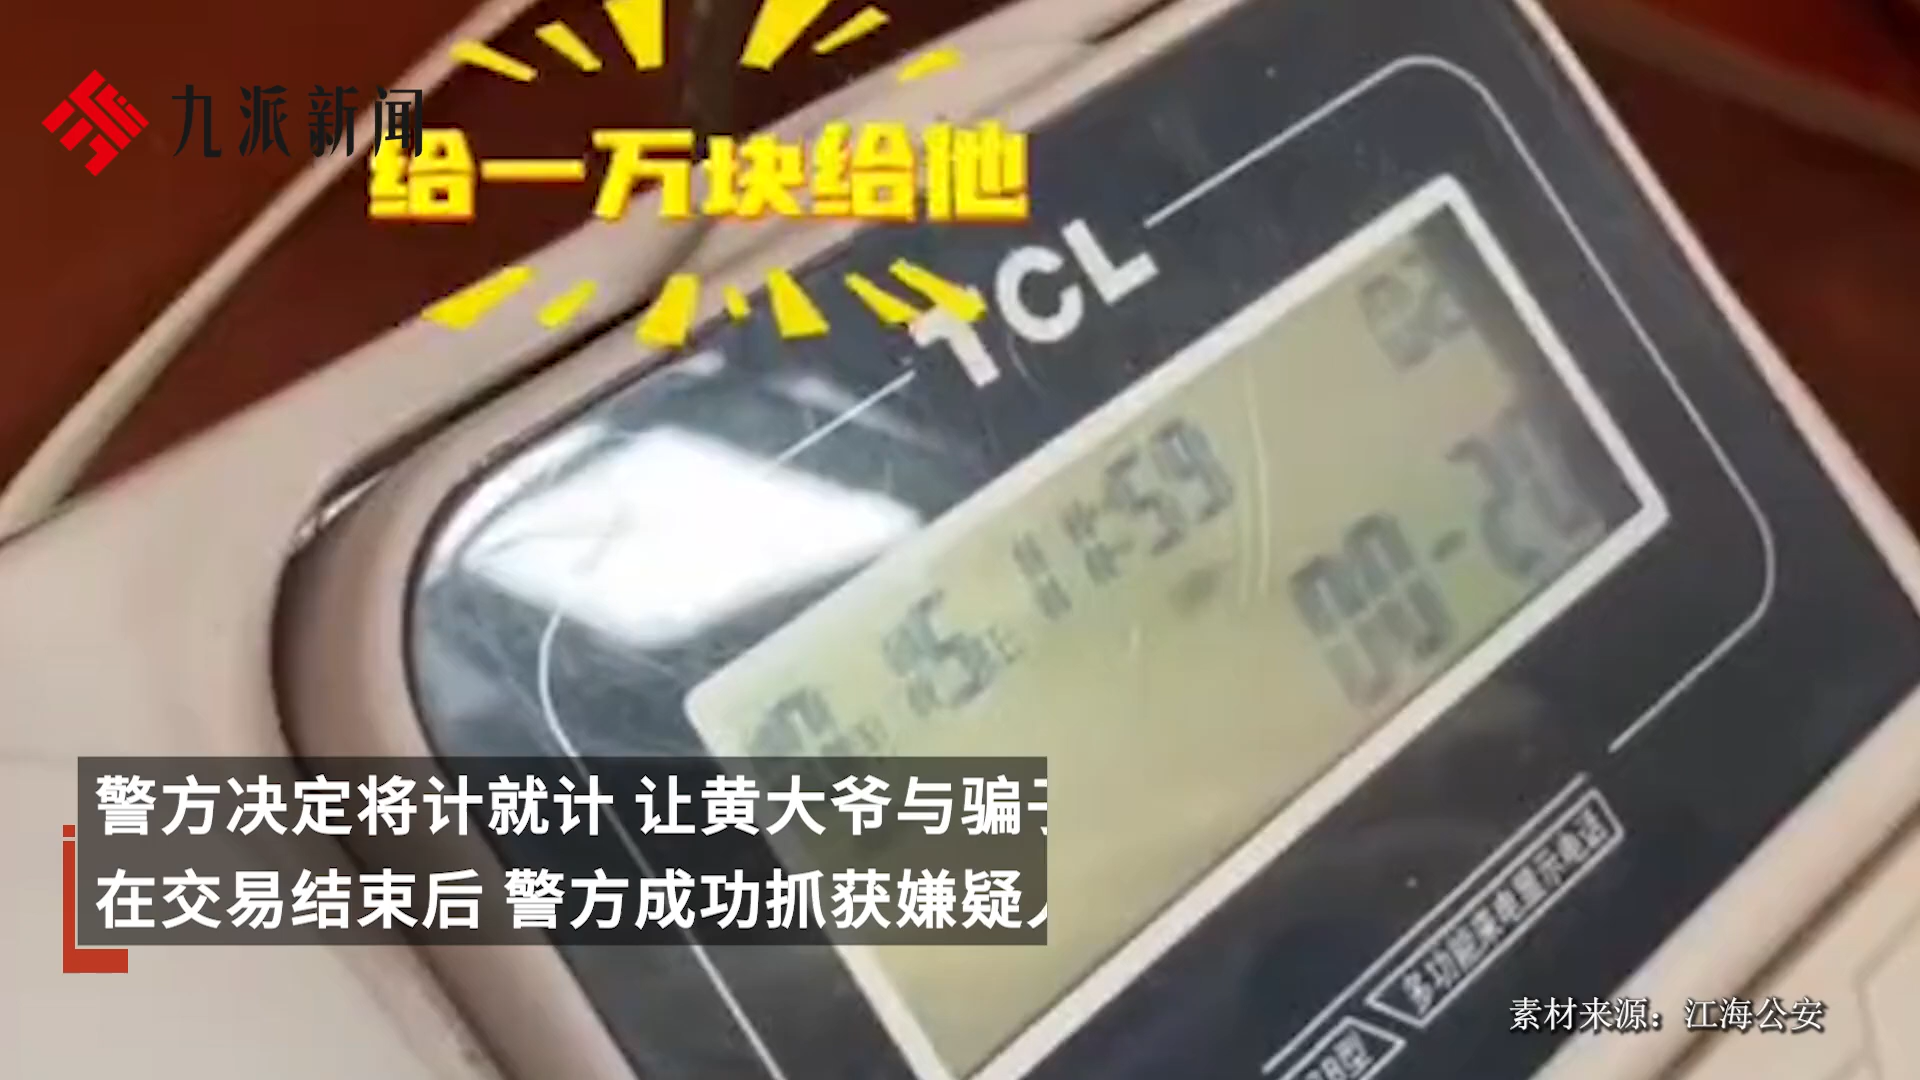 九派新闻
给一万块给他
TCL
11:59
警方决定将计就计 让黄大爷与骗
在交易结束后 警方成功抓获嫌疑
多功能来电显示电话
素材来源：江海公安